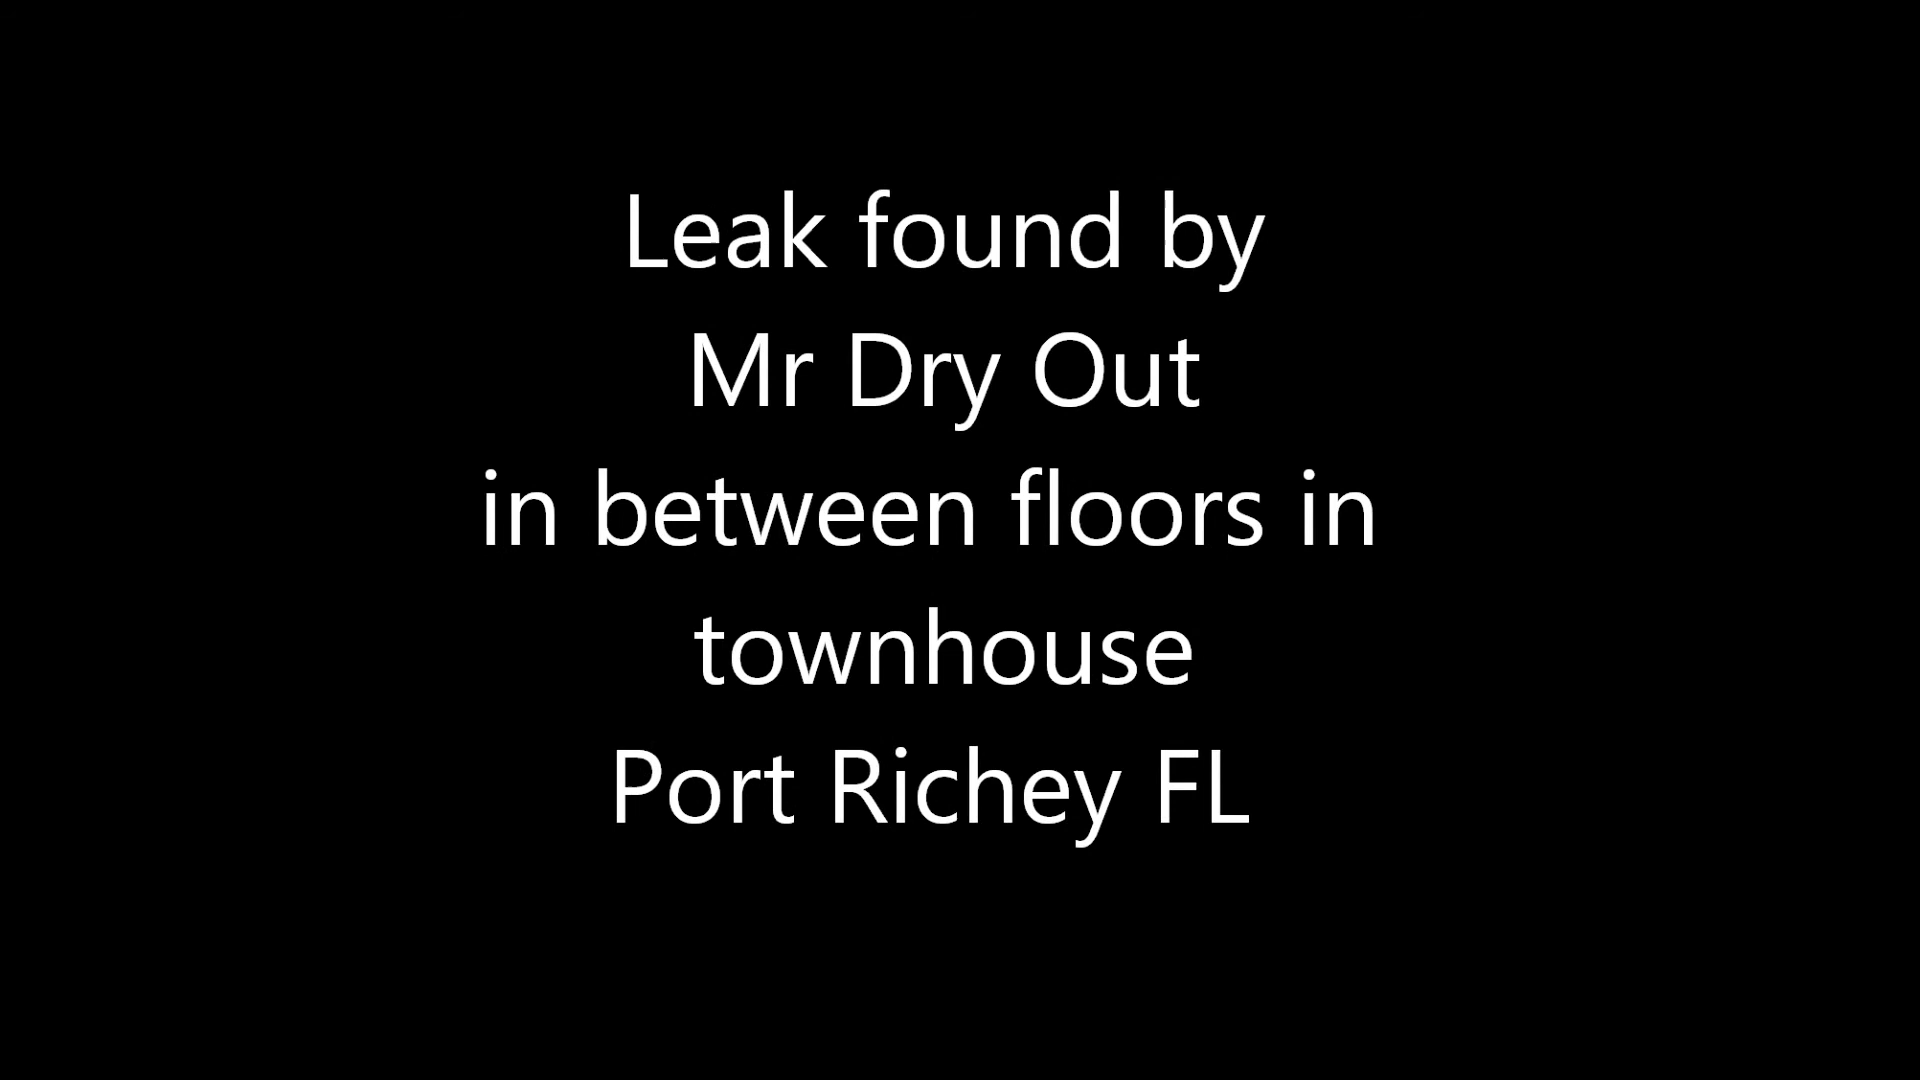 Leak found by
Mr Dry Out
in between floors in
townhouse
Port Richey FL